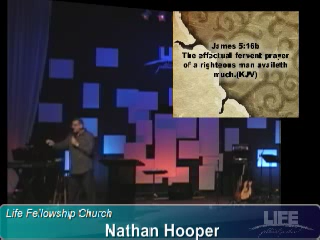 James 5:16b
The effectual fervent prayer
of a righteous man availeth
much.(KJV)
Life Fellowship Church
LIFE
Nathan Hooper